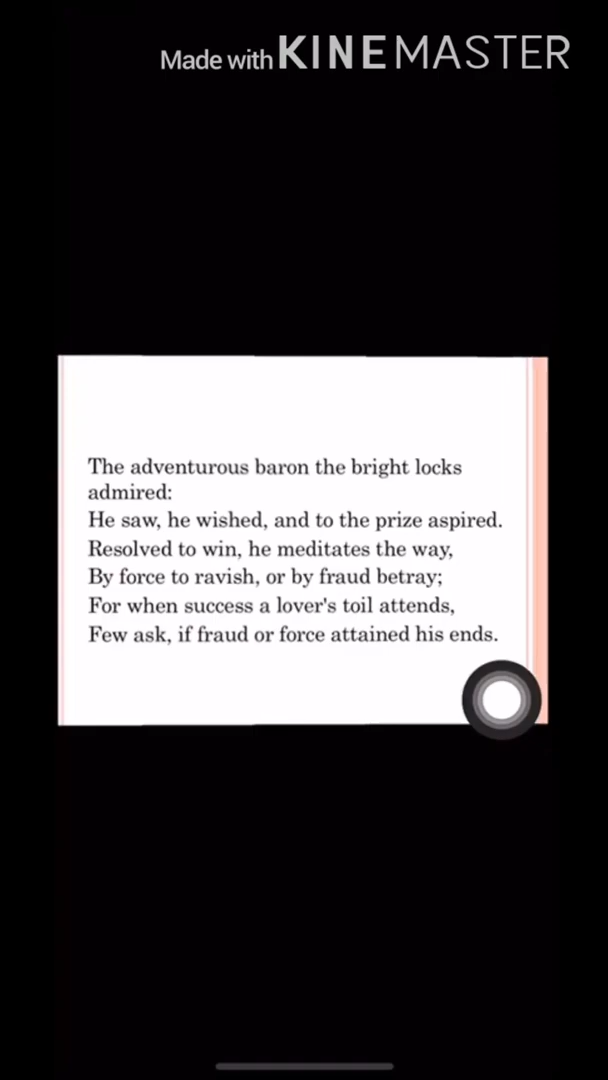 Made with KINEMASTER
The adventurous baron the bright locks
admired:
He saw, he wished, and to the prize aspired.
Resolved to win, he meditates the way,
By force to ravish, or by fraud betray;
For when success a lover's toil attends,
Few ask, if fraud or force attained his ends.